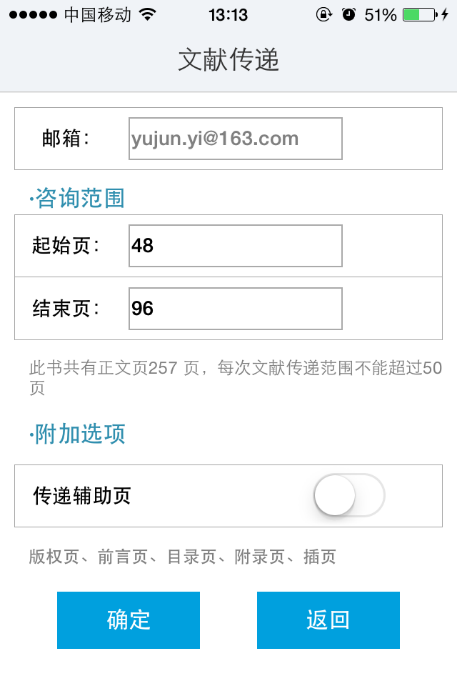 中国移动 13:13 51%
文献传递
邮箱： yujun.yi@163.com
·咨询范围
起始页： 48
结束页： 96
此书共有正文页257 页，每次文献传递范围不能超过50
页
·附加选项
传递辅助页
版权页、前言页、目录页、附录页、插页
确定 返回